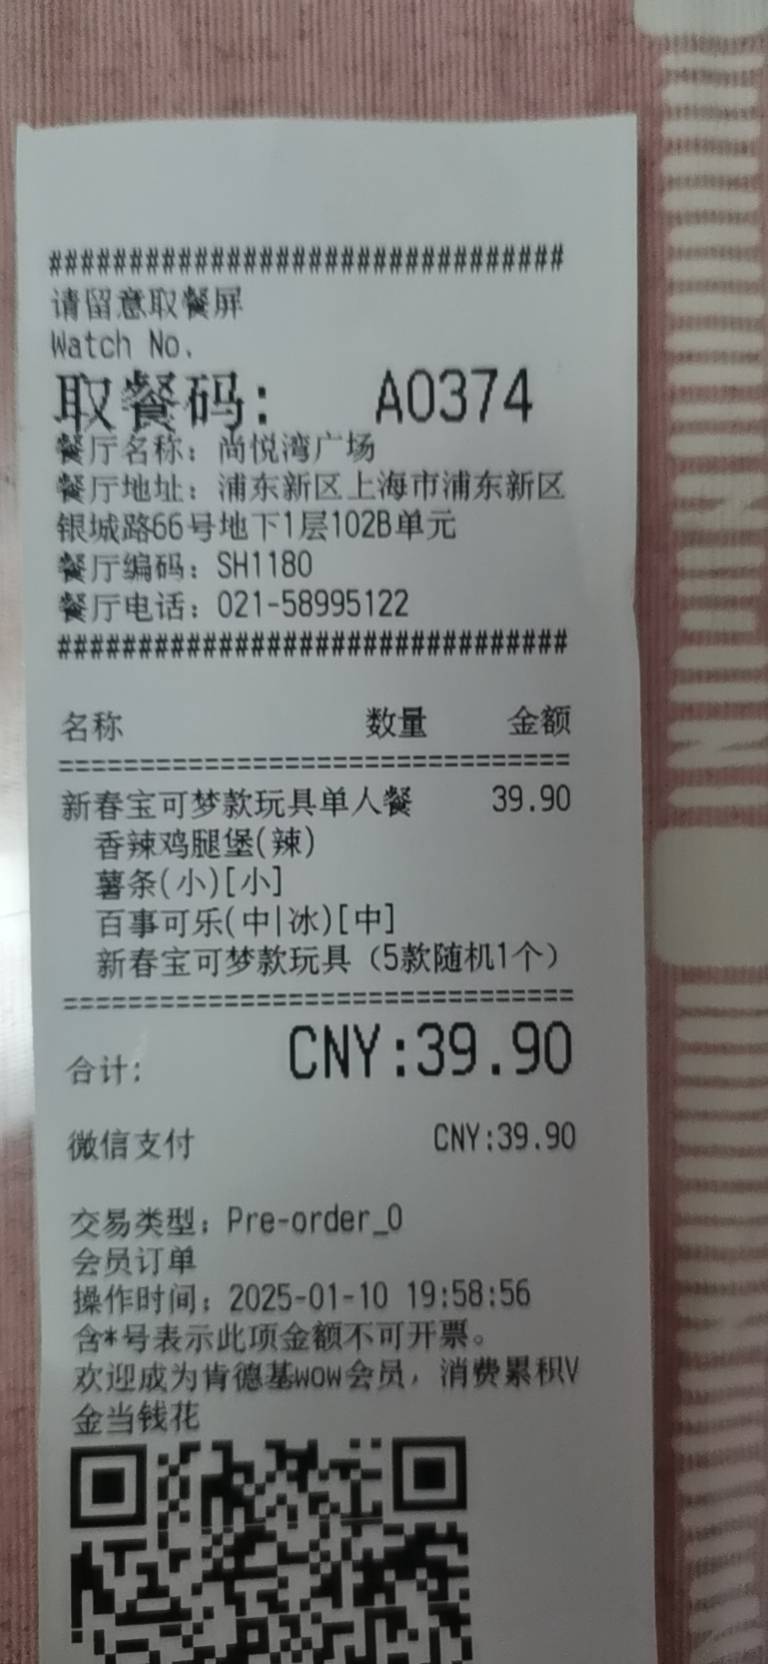 ################################
请留意取餐屏
Watch No.
取餐码: A0374
餐厅名称：尚悦湾广场
餐厅地址：浦东新区上海市浦东新区
银城路66号地下1层102B单元
餐厅编码：SH1180
餐厅电话：021-58995122
################################
名称 数量 金额
================================
新春宝可梦款玩具单人餐 39.90
香辣鸡腿堡(辣)
薯条(小)[小]
百事可乐(中|冰)[中]
新春宝可梦款玩具（5款随机1个）
================================
合计: CNY:39.90
微信支付 CNY:39.90
交易类型：Pre-order_0
会员订单
操作时间：2025-01-10 19:58:56
含*号表示此项金额不可开票。
欢迎成为肯德基wow会员，消费累积V
金当钱花